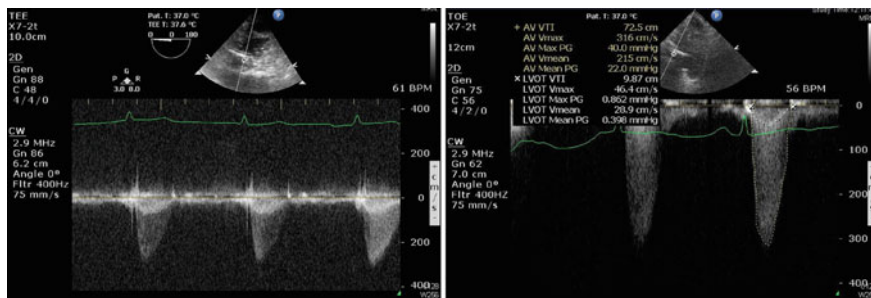 TEE
X7-2t
10.0cm
2D
Gen
Gn 88
C 48
4/4/0
CW
2.9 MHz
Gn 86
6.2 cm
Angle 0°
Fltr 400Hz
75 mm/s
Pat. T: 37.0 °C
TEE T: 37.6° C
0 180
P
G
P R
3.0 8.0
61 BPM
400
200
0
cm/s
200
400
TOE
X7-2t
12cm
2D
Gen
Gn 75
C 56
4/2/0
CW
2.9 MHz
Gn 62
7.0 cm
Angle 0°
Fltr 400HZ
75 mm/s
Pat. T: 37.0 °C
P
+ AV VTI 72.5 cm
AV Vmax 316 cm/s
AV Max PG 40.0 mmHg
AV Vmean 215 cm/s
AV Mean PG 22.0 mmHg
× LVOT VTI 9.87 cm
LVOT Vmax 46.4 cm/s
LVOT Max PG 0.862 mmHg
LVOT Vmean 28.9 cm/s
LVOT Mean PG 0.398 mmHg
56 BPM
0
100
cm/s
200
300
400